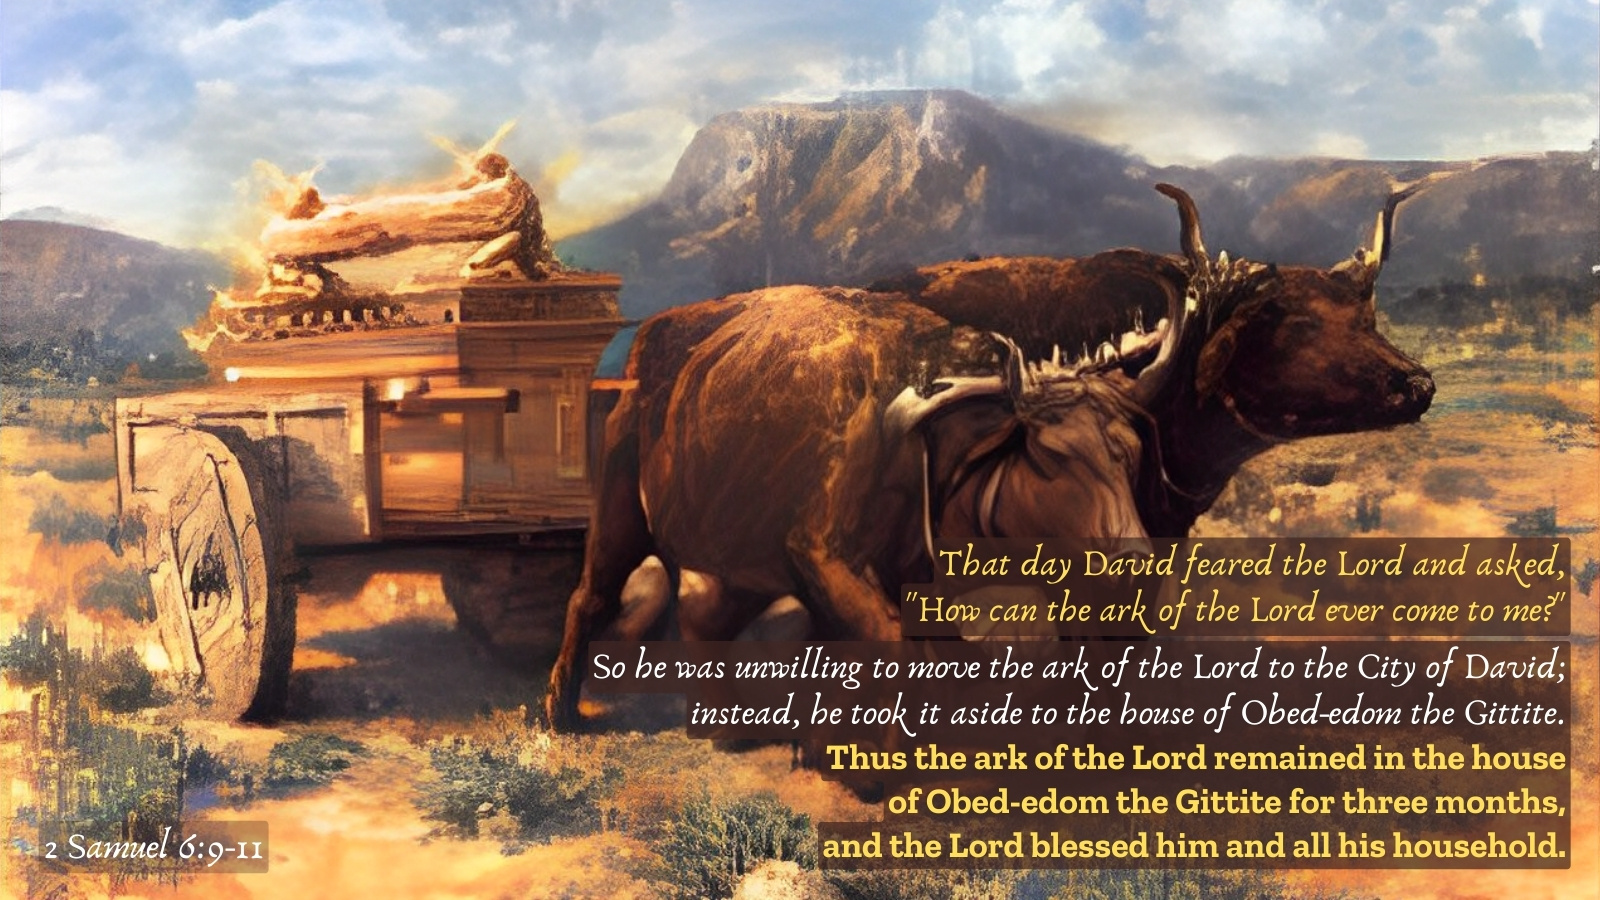 That day David feared the Lord and asked,
"How can the ark of the Lord ever come to me?"
So he was unwilling to move the ark of the Lord to the City of David;
instead, he took it aside to the house of Obed-edom the Gittite.
Thus the ark of the Lord remained in the house
of Obed-edom the Gittite for three months,
and the Lord blessed him and all his household.
2 Samuel 6:9-11